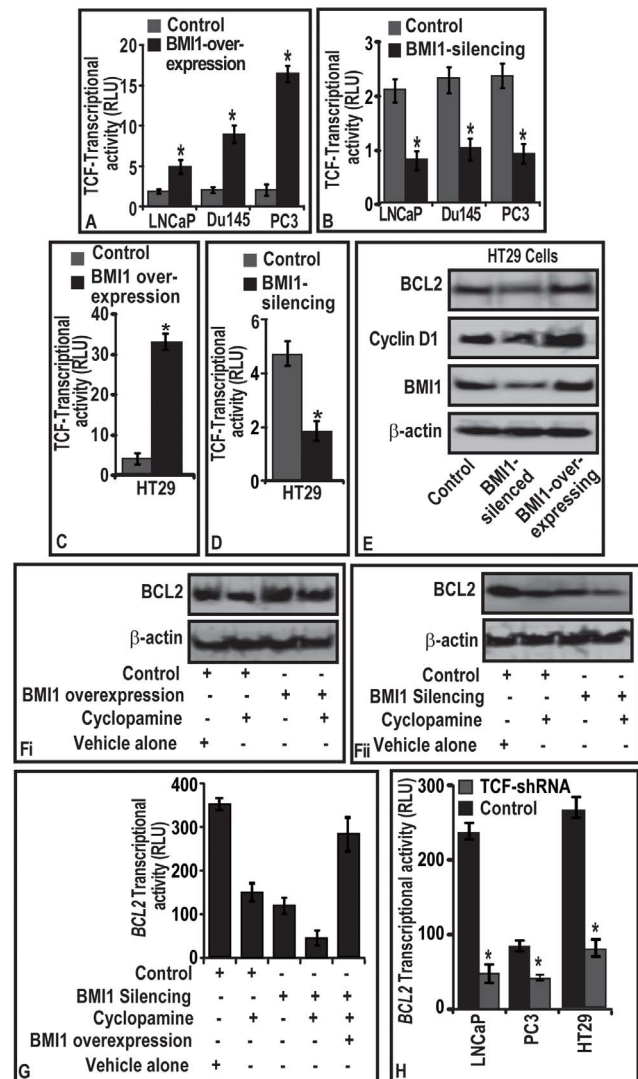 Control
BMI1-over-
expression
TCF-Transcriptional
activity (RLU)
20
15
10
5
0
*
*
*
LNCaP Du145 PC3
A
Control
BMI1-silencing
TCF-Transcriptional
activity (RLU)
3
2
1
0
*
*
*
LNCaP Du145 PC3
B
Control
BMI1 over-
expression
TCF-Transcriptional
activity (RLU)
40
30
20
10
0
*
HT29
C
Control
BMI1-
silencing
TCF-Transcriptional
activity (RLU)
6
4
2
0
*
HT29
D
HT29 Cells
BCL2
Cyclin D1
BMI1
β-actin
Control
BMI1-
silenced
BMI1-over-
expressing
E
BCL2
β-actin
Control + + - -
BMI1 overexpression - - + +
Cyclopamine - + - +
Vehicle alone + - - -
Fi
BCL2
β-actin
Control + + - -
BMI1 Silencing - - + +
Cyclopamine - + - +
Vehicle alone + - - -
Fii
BCL2 Transcriptional
activity (RLU)
400
300
200
100
0
Control + + - - -
BMI1 Silencing - - + + +
Cyclopamine - + - + +
BMI1 overexpression - - - - +
Vehicle alone + - - - -
G
TCF-shRNA
Control
BCL2 Transcriptional activity (RLU)
300
200
100
0
*
*
*
LNCaP
PC3
HT29
H